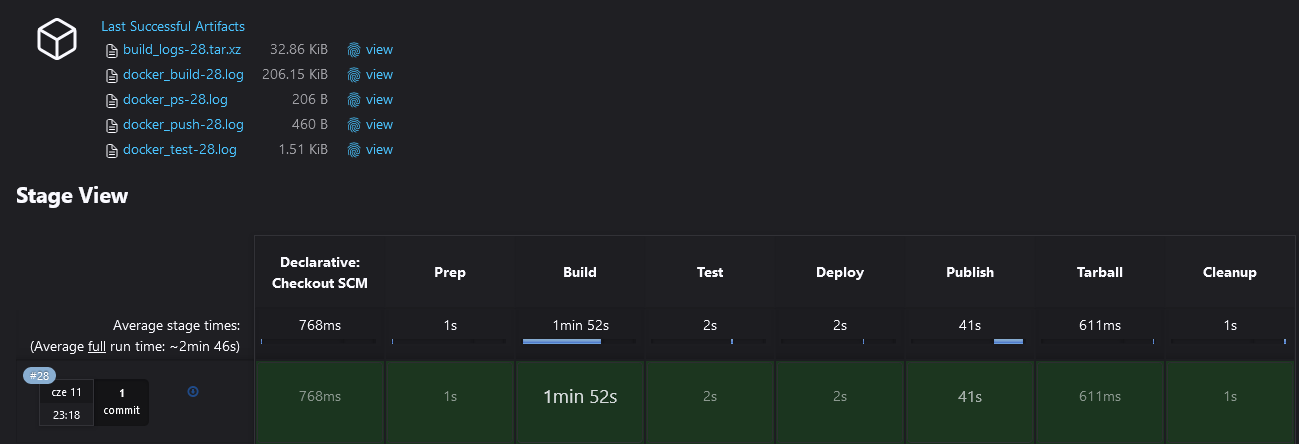 Last Successful Artifacts
build_logs-28.tar.xz 32.86 KiB view
docker_build-28.log 206.15 KiB view
docker_ps-28.log 206 B view
docker_push-28.log 460 B view
docker_test-28.log 1.51 KiB view
Stage View
Declarative: Checkout SCM Prep Build Test Deploy Publish Tarball Cleanup
Average stage times: 768ms 1s 1min 52s 2s 2s 41s 611ms 1s
(Average full run time: ~2min 46s)
#28
cze 11 1 768ms 1s 1min 52s 2s 2s 41s 611ms 1s
23:18 commit